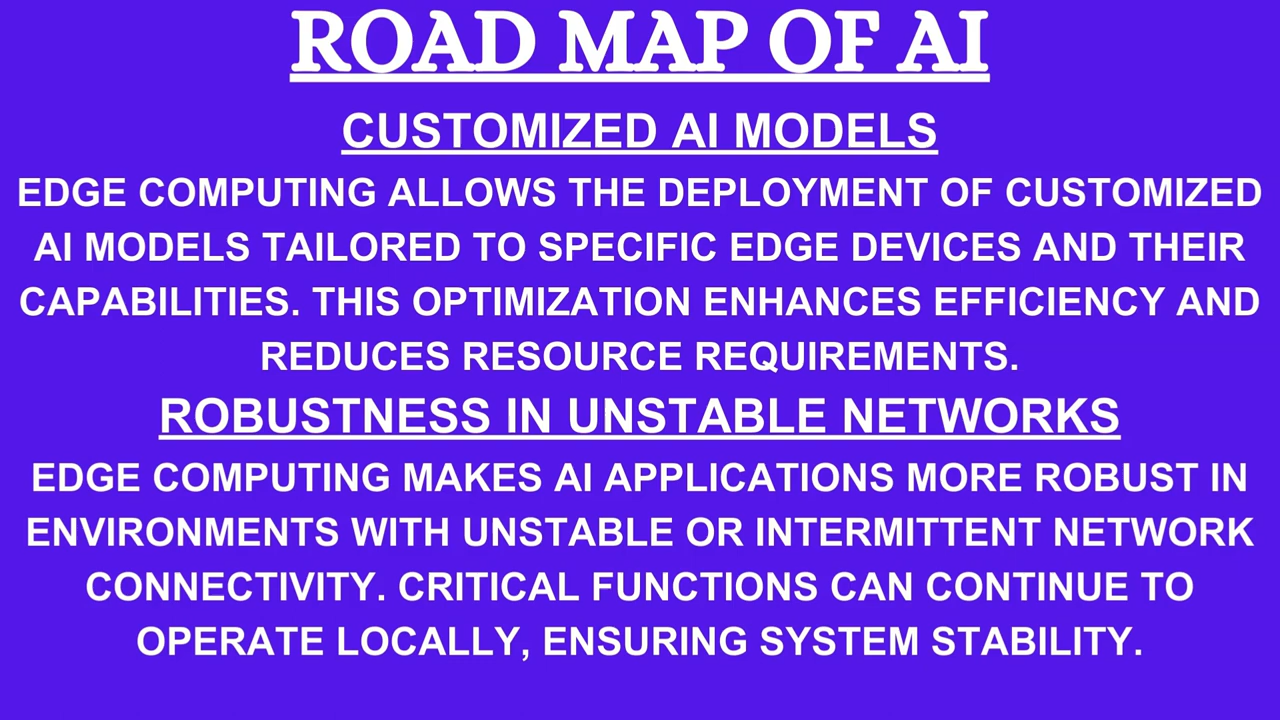 ROAD MAP OF AI
CUSTOMIZED AI MODELS
EDGE COMPUTING ALLOWS THE DEPLOYMENT OF CUSTOMIZED
AI MODELS TAILORED TO SPECIFIC EDGE DEVICES AND THEIR
CAPABILITIES. THIS OPTIMIZATION ENHANCES EFFICIENCY AND
REDUCES RESOURCE REQUIREMENTS.
ROBUSTNESS IN UNSTABLE NETWORKS
EDGE COMPUTING MAKES AI APPLICATIONS MORE ROBUST IN
ENVIRONMENTS WITH UNSTABLE OR INTERMITTENT NETWORK
CONNECTIVITY. CRITICAL FUNCTIONS CAN CONTINUE TO
OPERATE LOCALLY, ENSURING SYSTEM STABILITY.